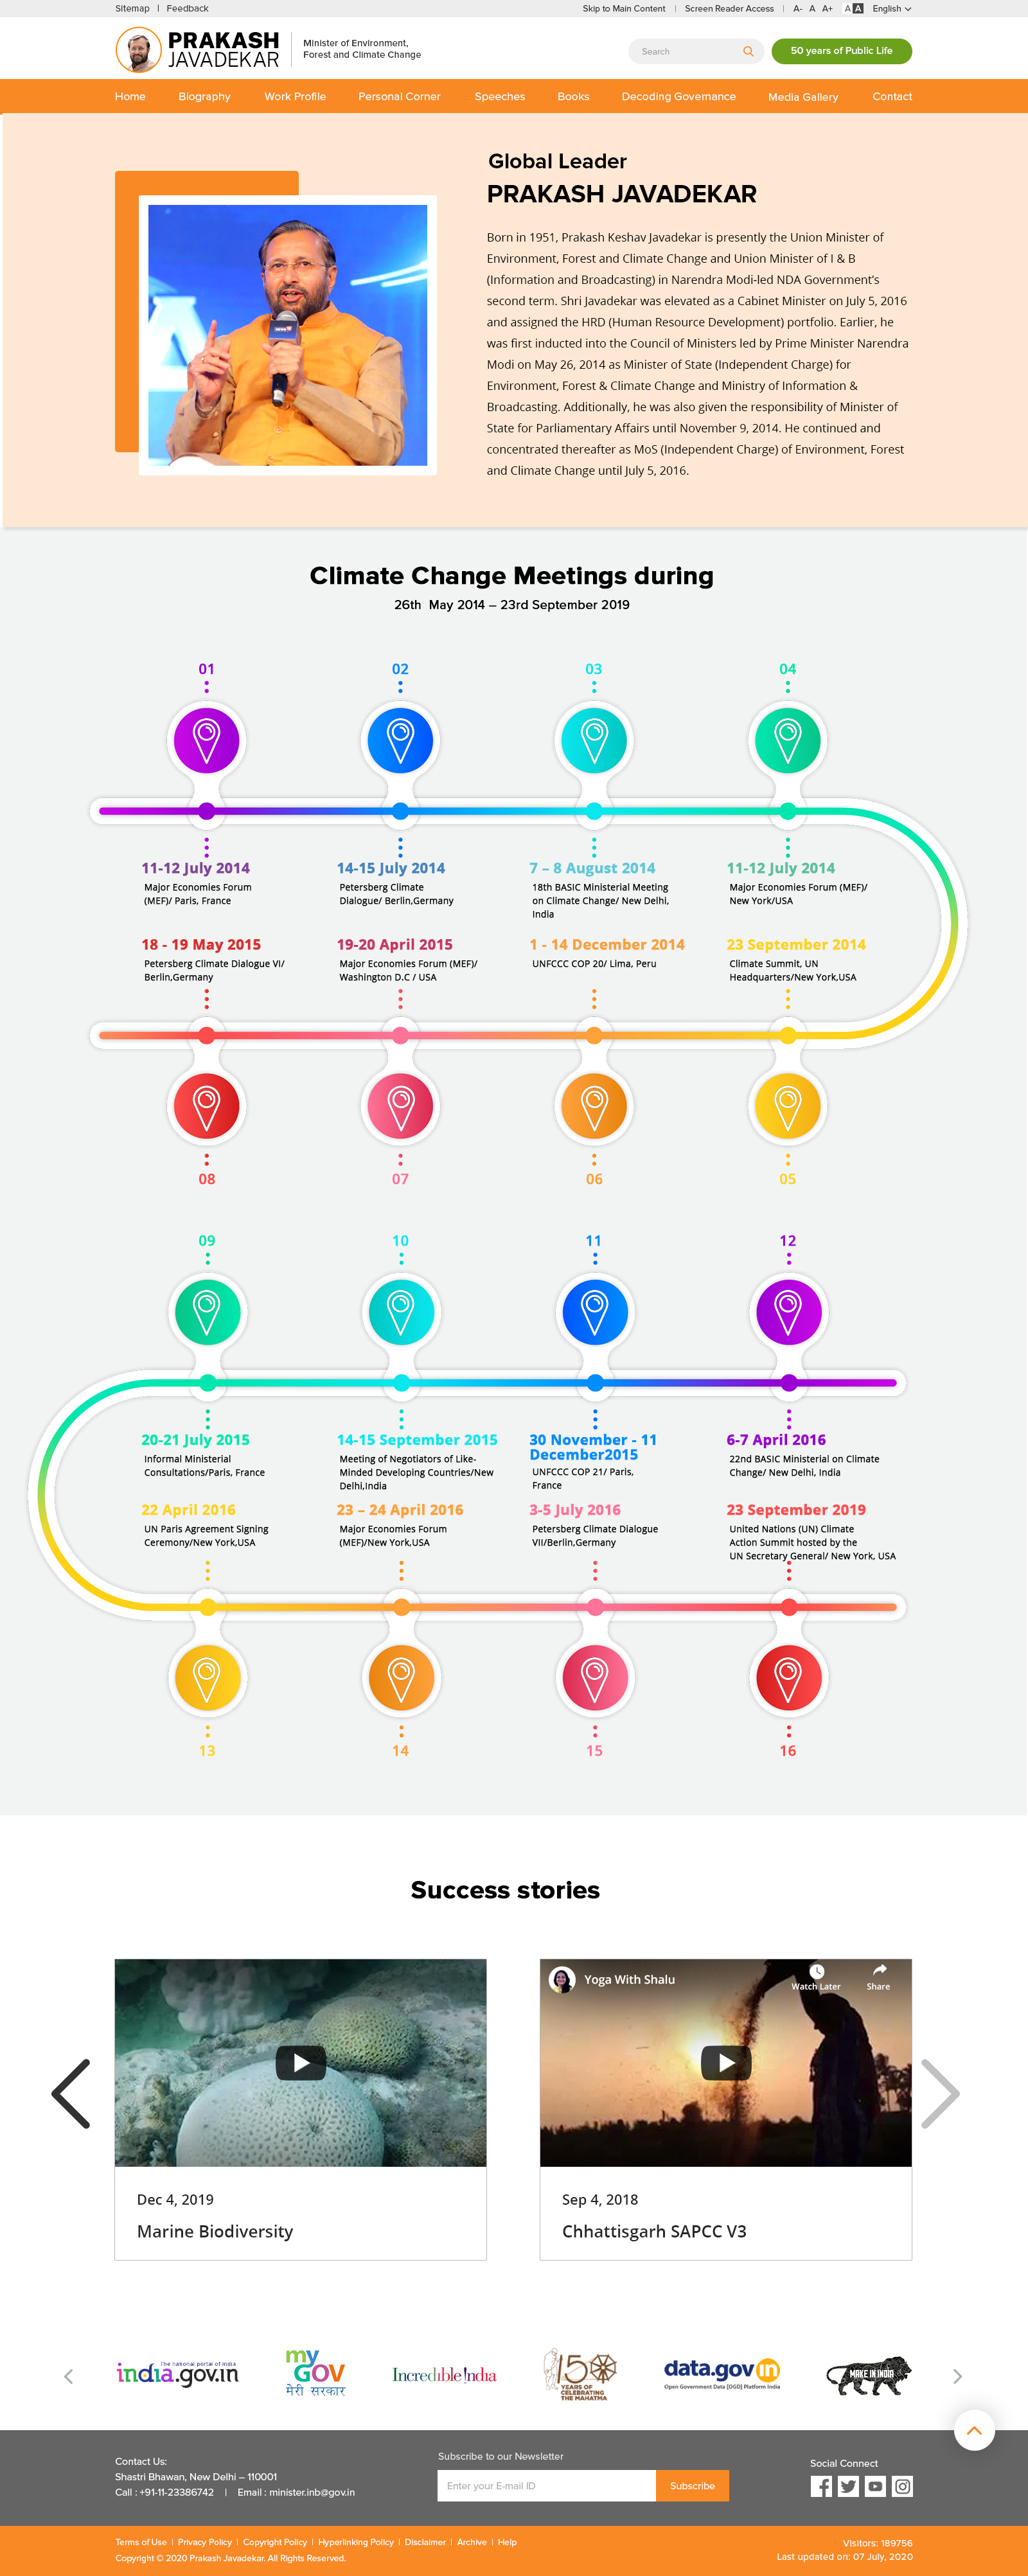 Sitemap | Feedback
Skip to Main Content | Screen Reader Access | A- A A+ A A English
PRAKASH
JAVADEKAR
Minister of Environment,
Forest and Climate Change
Search
50 years of Public Life
Home Biography Work Profile Personal Corner Speeches Books Decoding Governance Media Gallery Contact
Global Leader
PRAKASH JAVADEKAR
Born in 1951, Prakash Keshav Javadekar is presently the Union Minister of
Environment, Forest and Climate Change and Union Minister of I & B
(Information and Broadcasting) in Narendra Modi-led NDA Government's
second term. Shri Javadekar was elevated as a Cabinet Minister on July 5, 2016
and assigned the HRD (Human Resource Development) portfolio. Earlier, he
was first inducted into the Council of Ministers led by Prime Minister Narendra
Modi on May 26, 2014 as Minister of State (Independent Charge) for
Environment, Forest & Climate Change and Ministry of Information &
Broadcasting. Additionally, he was also given the responsibility of Minister of
State for Parliamentary Affairs until November 9, 2014. He continued and
concentrated thereafter as MoS (Independent Charge) of Environment, Forest
and Climate Change until July 5, 2016.
Climate Change Meetings during
26th May 2014 – 23rd September 2019
01 02 03 04
11-12 July 2014
Major Economies Forum
(MEF)/ Paris, France
14-15 July 2014
Petersberg Climate
Dialogue/ Berlin,Germany
7 – 8 August 2014
18th BASIC Ministerial Meeting
on Climate Change/ New Delhi,
India
11-12 July 2014
Major Economies Forum (MEF)/
New York/USA
18 - 19 May 2015
Petersberg Climate Dialogue VI/
Berlin,Germany
19-20 April 2015
Major Economies Forum (MEF)/
Washington D.C / USA
1 - 14 December 2014
UNFCCC COP 20/ Lima, Peru
23 September 2014
Climate Summit, UN
Headquarters/New York,USA
08 07 06 05
09 10 11 12
20-21 July 2015
Informal Ministerial
Consultations/Paris, France
14-15 September 2015
Meeting of Negotiators of Like-
Minded Developing Countries/New
Delhi,India
30 November - 11
December2015
UNFCCC COP 21/ Paris,
France
6-7 April 2016
22nd BASIC Ministerial on Climate
Change/ New Delhi, India
22 April 2016
UN Paris Agreement Signing
Ceremony/New York,USA
23 – 24 April 2016
Major Economies Forum
(MEF)/New York,USA
3-5 July 2016
Petersberg Climate Dialogue
VII/Berlin,Germany
23 September 2019
United Nations (UN) Climate
Action Summit hosted by the
UN Secretary General/ New York, USA
13 14 15 16
Success stories
Yoga With Shalu
Watch Later Share
Dec 4, 2019
Marine Biodiversity
Sep 4, 2018
Chhattisgarh SAPCC V3
The national portal of India
india.gov.in
my
GOV
मेरी सरकार
Incredible !ndia
150
YEARS OF
CELEBRATING
THE MAHATMA
data.gov in
Open Government Data (OGD) Platform India
MAKE IN INDIA
Contact Us:
Shastri Bhawan, New Delhi – 110001
Call : +91-11-23386742 | Email : minister.inb@gov.in
Subscribe to our Newsletter
Enter your E-mail ID
Subscribe
Social Connect
Terms of Use | Privacy Policy | Copyright Policy | Hyperlinking Policy | Disclaimer | Archive | Help
Copyright © 2020 Prakash Javadekar. All Rights Reserved.
Visitors: 189756
Last updated on: 07 July, 2020